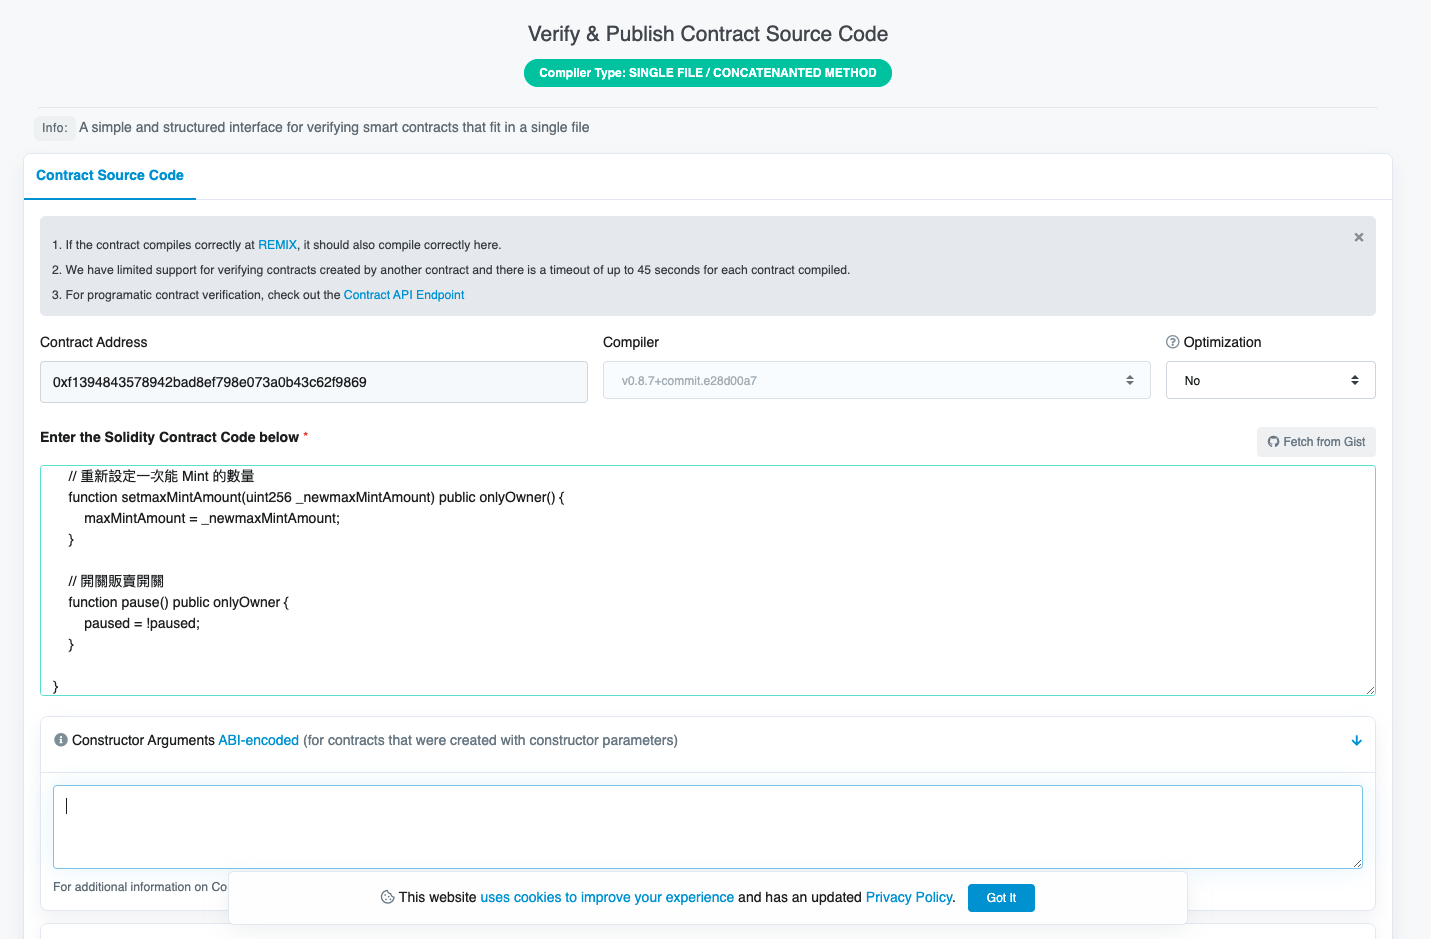 Verify & Publish Contract Source Code
Compiler Type: SINGLE FILE / CONCATENANTED METHOD
Info: A simple and structured interface for verifying smart contracts that fit in a single file
Contract Source Code
1. If the contract compiles correctly at REMIX, it should also compile correctly here.
2. We have limited support for verifying contracts created by another contract and there is a timeout of up to 45 seconds for each contract compiled.
3. For programatic contract verification, check out the Contract API Endpoint
Contract Address
Compiler
Optimization
0xf1394843578942bad8ef798e073a0b43c62f9869
v0.8.7+commit.e28d00a7
No
Enter the Solidity Contract Code below *
Fetch from Gist
// 重新設定一次能 Mint 的數量
function setmaxMintAmount(uint256 _newmaxMintAmount) public onlyOwner() {
maxMintAmount = _newmaxMintAmount;
}
// 開關販賣開關
function pause() public onlyOwner {
paused = !paused;
}
}
Constructor Arguments ABI-encoded (for contracts that were created with constructor parameters)
For additional information on Co
This website uses cookies to improve your experience and has an updated Privacy Policy.
Got It